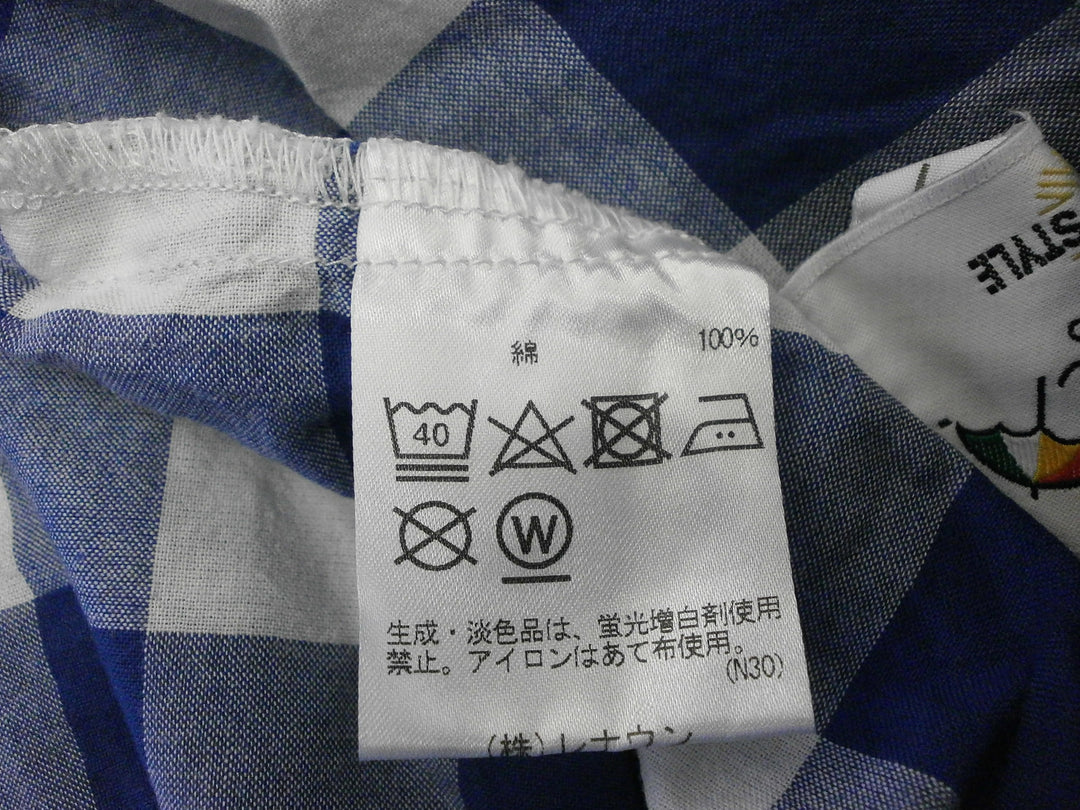 綿 100%
40
W
生成・淡色品は、蛍光増白剤使用
禁止。アイロンはあて布使用。
(N30)
(株)レナウン
STYLE